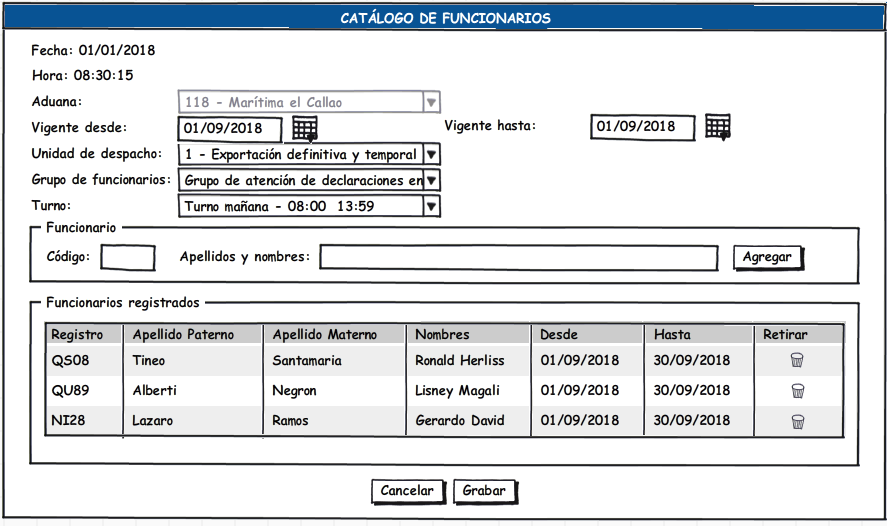 CATÁLOGO DE FUNCIONARIOS
Fecha: 01/01/2018
Hora: 08:30:15
Aduana: 118 - Marítima el Callao
Vigente desde: 01/09/2018 Vigente hasta: 01/09/2018
Unidad de despacho: 1 - Exportación definitiva y temporal
Grupo de funcionarios: Grupo de atención de declaraciones en
Turno: Turno mañana - 08:00 13:59
Funcionario
Código: Apellidos y nombres: Agregar
Funcionarios registrados
Registro Apellido Paterno Apellido Materno Nombres Desde Hasta Retirar
QS08 Tineo Santamaria Ronald Herliss 01/09/2018 30/09/2018
QU89 Alberti Negron Lisney Magali 01/09/2018 30/09/2018
NI28 Lazaro Ramos Gerardo David 01/09/2018 30/09/2018
Cancelar Grabar